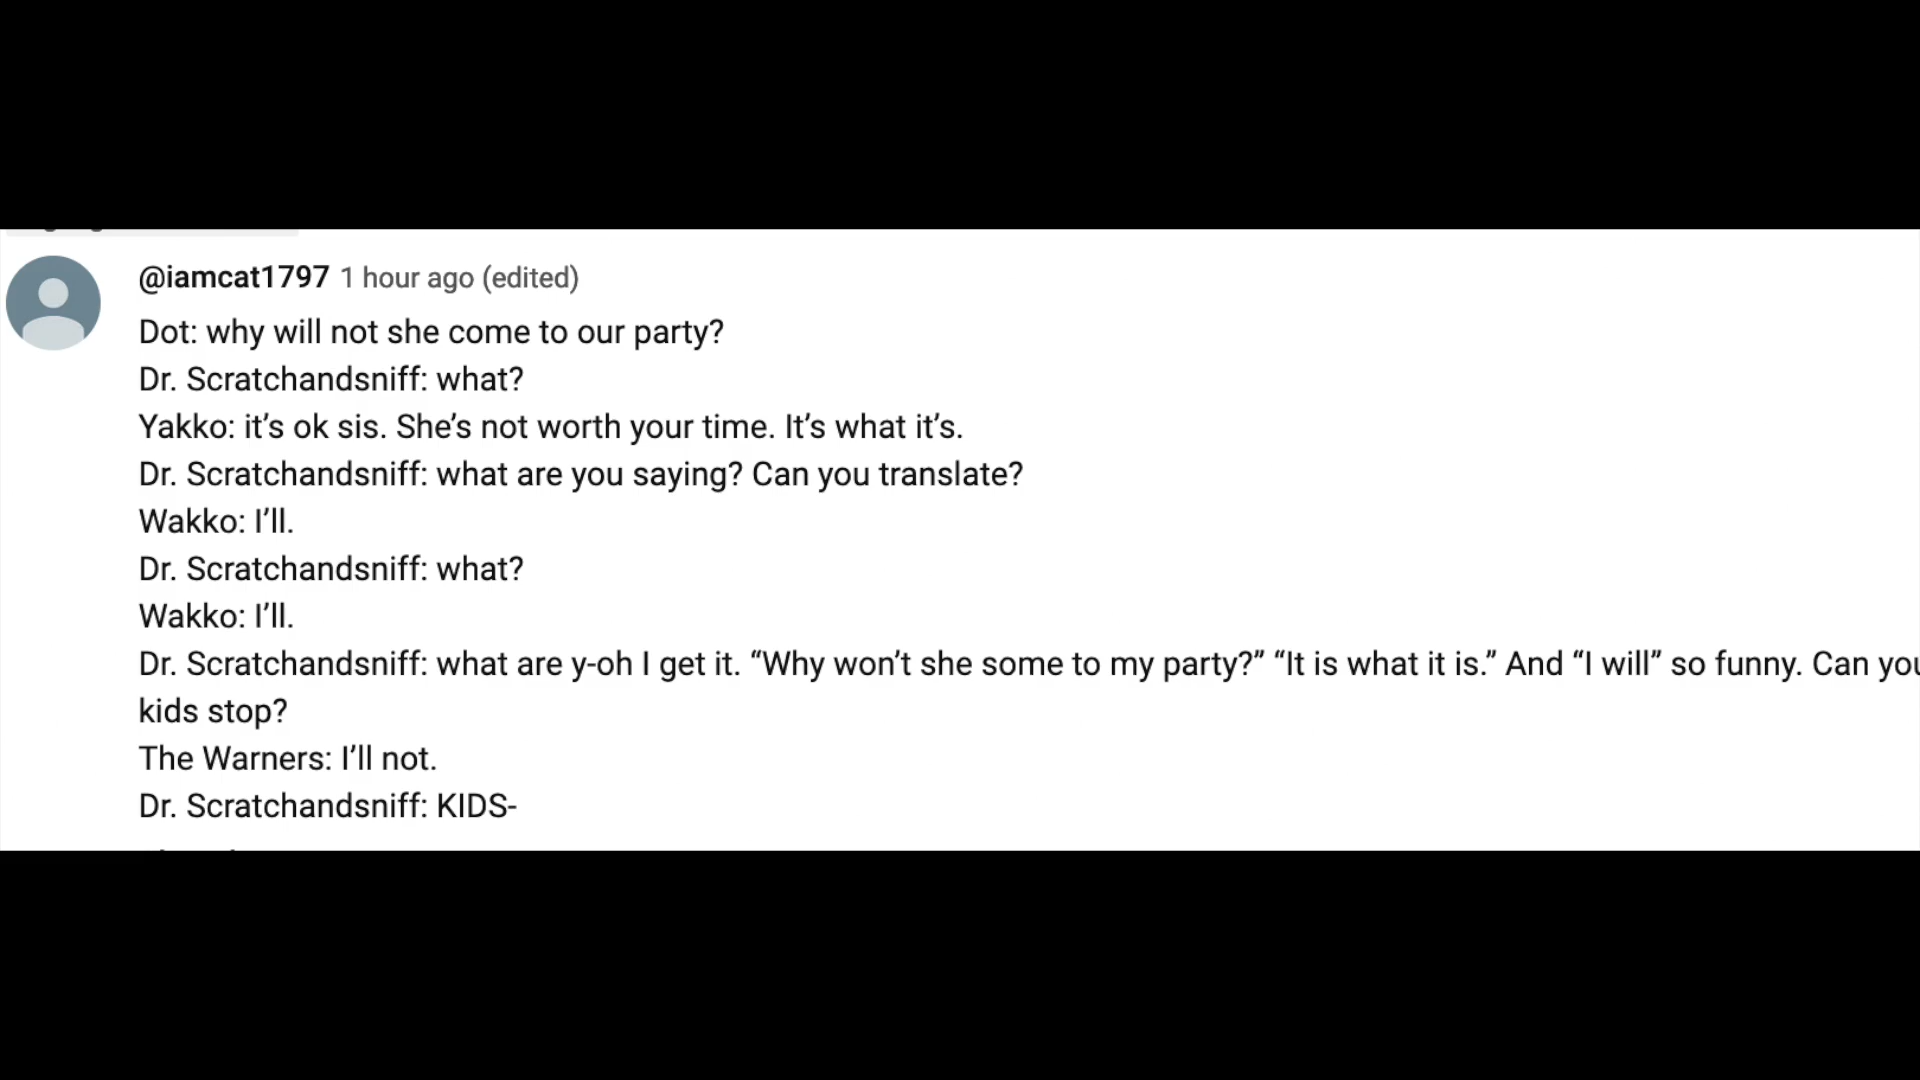 @iamcat1797 1 hour ago (edited)
Dot: why will not she come to our party?
Dr. Scratchandsniff: what?
Yakko: it’s ok sis. She’s not worth your time. It’s what it’s.
Dr. Scratchandsniff: what are you saying? Can you translate?
Wakko: I’ll.
Dr. Scratchandsniff: what?
Wakko: I’ll.
Dr. Scratchandsniff: what are y-oh I get it. “Why won’t she some to my party?” “It is what it is.” And “I will” so funny. Can you
kids stop?
The Warners: I’ll not.
Dr. Scratchandsniff: KIDS-